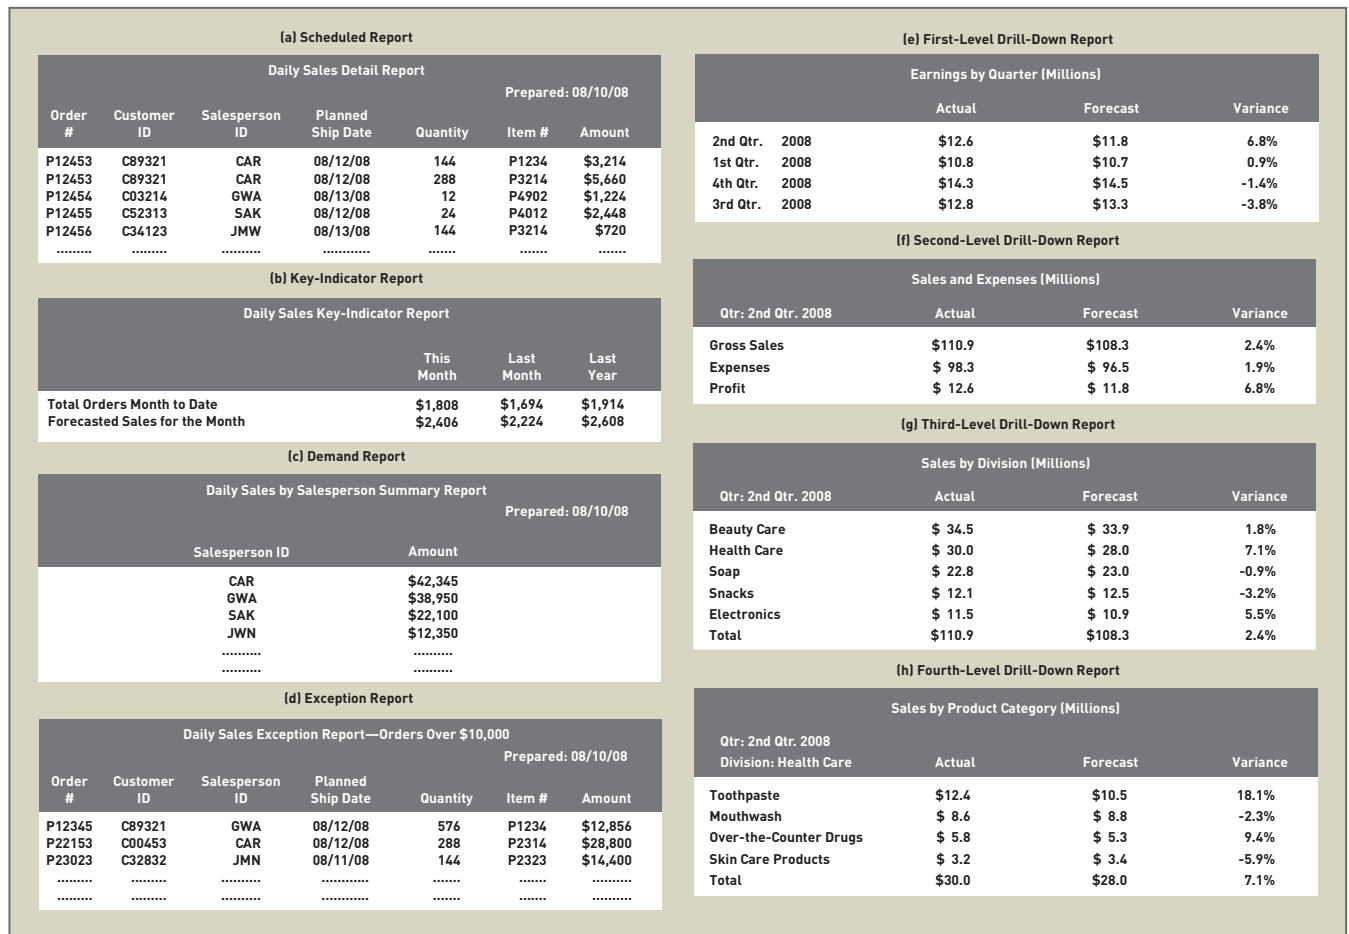 (a) Scheduled Report
Daily Sales Detail Report
Prepared: 08/10/08
Order # Customer ID Salesperson ID Planned Ship Date Quantity Item # Amount
P12453 C89321 CAR 08/12/08 144 P1234 $3,214
P12453 C89321 CAR 08/12/08 288 P3214 $5,660
P12454 C03214 GWA 08/13/08 12 P4902 $1,224
P12455 C52313 SAK 08/12/08 24 P4012 $2,448
P12456 C34123 JMW 08/13/08 144 P3214 $720
......... ......... .......... ............ ....... ....... .......
(b) Key-Indicator Report
Daily Sales Key-Indicator Report
This Month Last Month Last Year
Total Orders Month to Date $1,808 $1,694 $1,914
Forecasted Sales for the Month $2,406 $2,224 $2,608
(c) Demand Report
Daily Sales by Salesperson Summary Report
Prepared: 08/10/08
Salesperson ID Amount
CAR $42,345
GWA $38,950
SAK $22,100
JWN $12,350
.......... ..........
.......... ..........
(d) Exception Report
Daily Sales Exception Report—Orders Over $10,000
Prepared: 08/10/08
Order # Customer ID Salesperson ID Planned Ship Date Quantity Item # Amount
P12345 C89321 GWA 08/12/08 576 P1234 $12,856
P22153 C00453 CAR 08/12/08 288 P2314 $28,800
P23023 C32832 JMN 08/11/08 144 P2323 $14,400
......... ......... .......... ............ ....... ....... ..........
......... ......... .......... ............ ....... ....... ..........
(e) First-Level Drill-Down Report
Earnings by Quarter (Millions)
Actual Forecast Variance
2nd Qtr. 2008 $12.6 $11.8 6.8%
1st Qtr. 2008 $10.8 $10.7 0.9%
4th Qtr. 2008 $14.3 $14.5 -1.4%
3rd Qtr. 2008 $12.8 $13.3 -3.8%
(f) Second-Level Drill-Down Report
Sales and Expenses (Millions)
Qtr: 2nd Qtr. 2008 Actual Forecast Variance
Gross Sales $110.9 $108.3 2.4%
Expenses $ 98.3 $ 96.5 1.9%
Profit $ 12.6 $ 11.8 6.8%
(g) Third-Level Drill-Down Report
Sales by Division (Millions)
Qtr: 2nd Qtr. 2008 Actual Forecast Variance
Beauty Care $ 34.5 $ 33.9 1.8%
Health Care $ 30.0 $ 28.0 7.1%
Soap $ 22.8 $ 23.0 -0.9%
Snacks $ 12.1 $ 12.5 -3.2%
Electronics $ 11.5 $ 10.9 5.5%
Total $110.9 $108.3 2.4%
(h) Fourth-Level Drill-Down Report
Sales by Product Category (Millions)
Qtr: 2nd Qtr. 2008
Division: Health Care Actual Forecast Variance
Toothpaste $12.4 $10.5 18.1%
Mouthwash $ 8.6 $ 8.8 -2.3%
Over-the-Counter Drugs $ 5.8 $ 5.3 9.4%
Skin Care Products $ 3.2 $ 3.4 -5.9%
Total $30.0 $28.0 7.1%